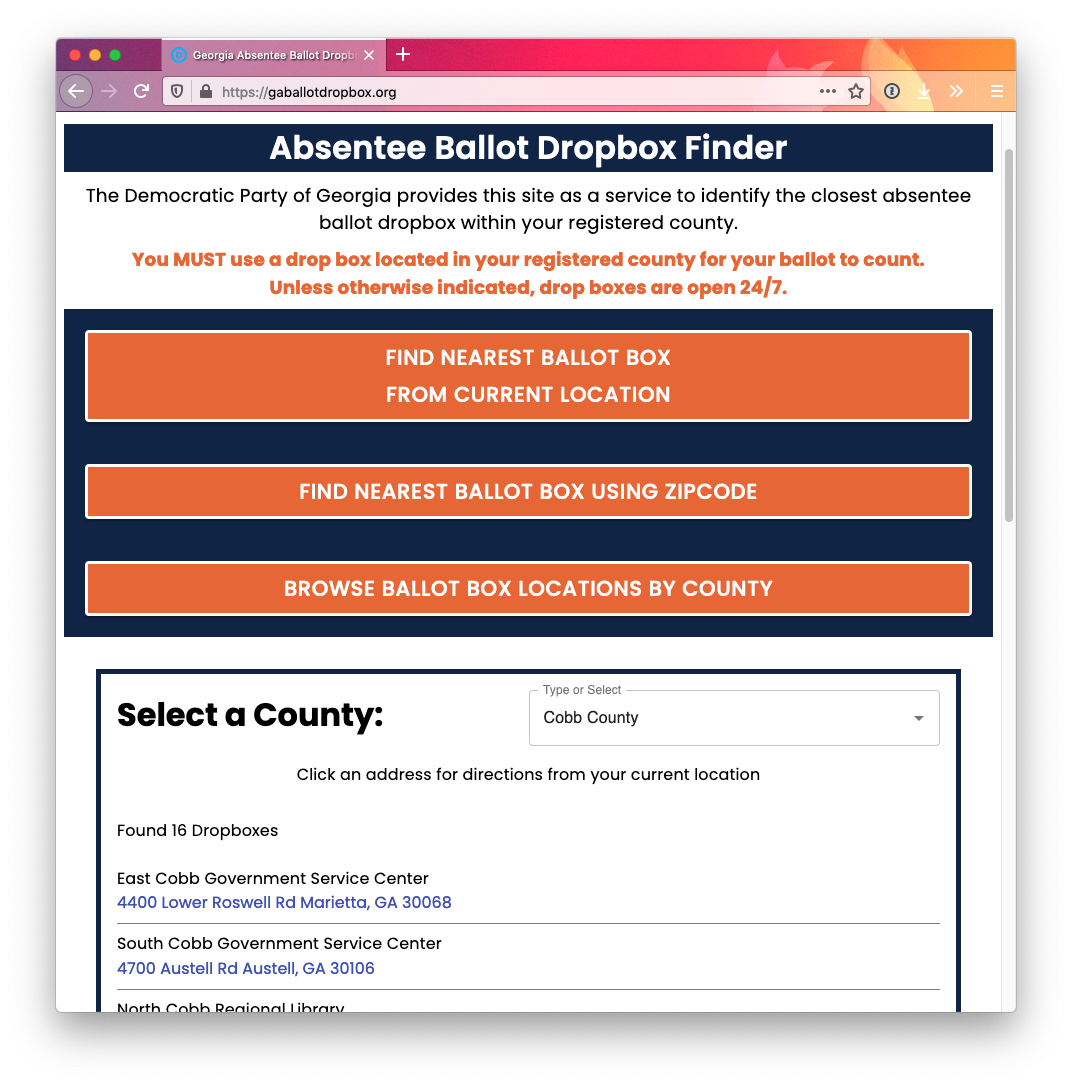 Georgia Absentee Ballot Dropb
https://gaballotdropbox.org
Absentee Ballot Dropbox Finder
The Democratic Party of Georgia provides this site as a service to identify the closest absentee
ballot dropbox within your registered county.
You MUST use a drop box located in your registered county for your ballot to count.
Unless otherwise indicated, drop boxes are open 24/7.
FIND NEAREST BALLOT BOX
FROM CURRENT LOCATION
FIND NEAREST BALLOT BOX USING ZIPCODE
BROWSE BALLOT BOX LOCATIONS BY COUNTY
Select a County:
Type or Select
Cobb County
Click an address for directions from your current location
Found 16 Dropboxes
East Cobb Government Service Center
4400 Lower Roswell Rd Marietta, GA 30068
South Cobb Government Service Center
4700 Austell Rd Austell, GA 30106
North Cobb Regional Library